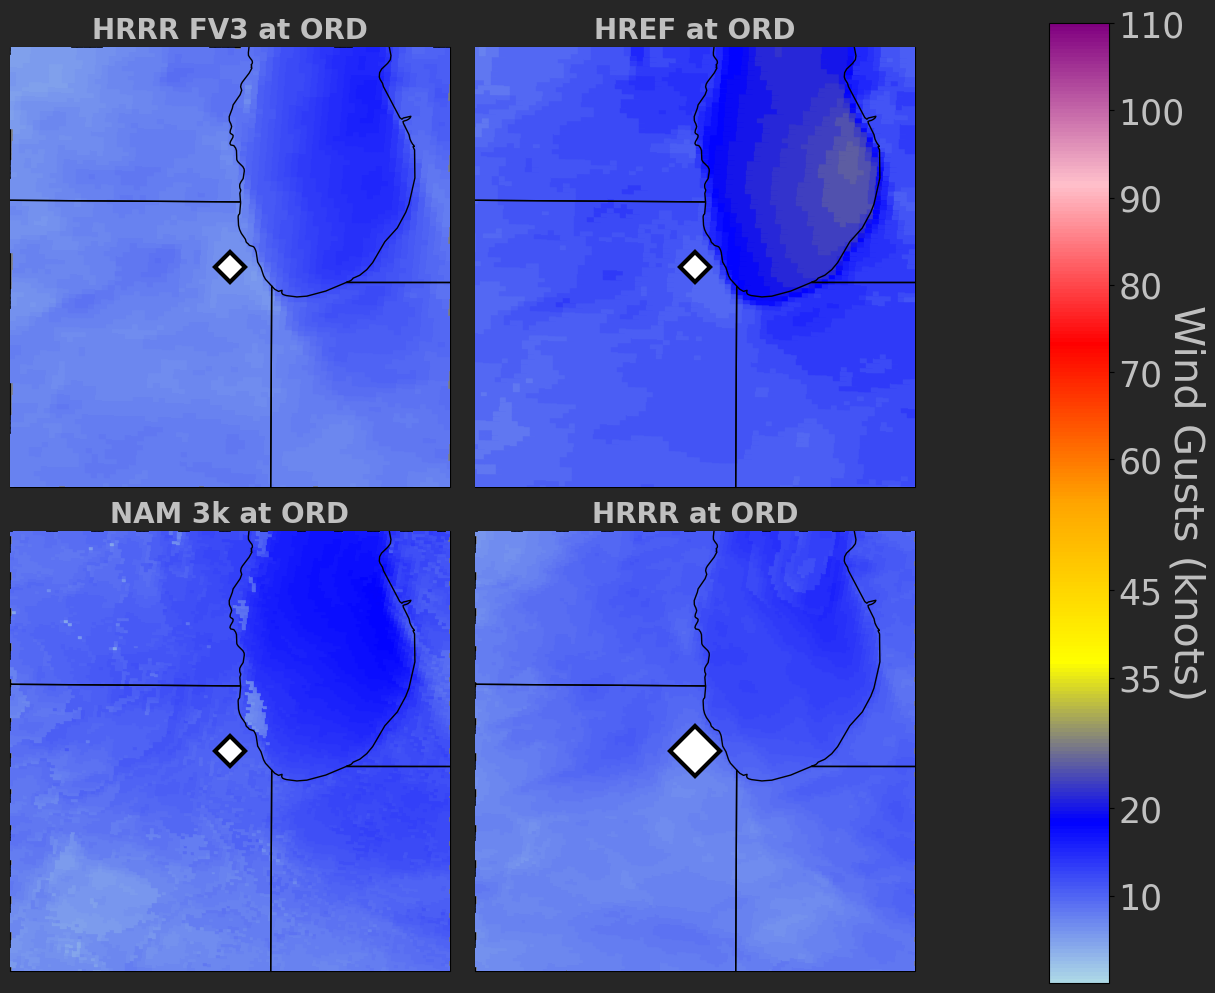 HRRR FV3 at ORD
HREF at ORD
NAM 3k at ORD
HRRR at ORD
110
100
90
80
70
60
45
35
20
10
Wind Gusts (knots)